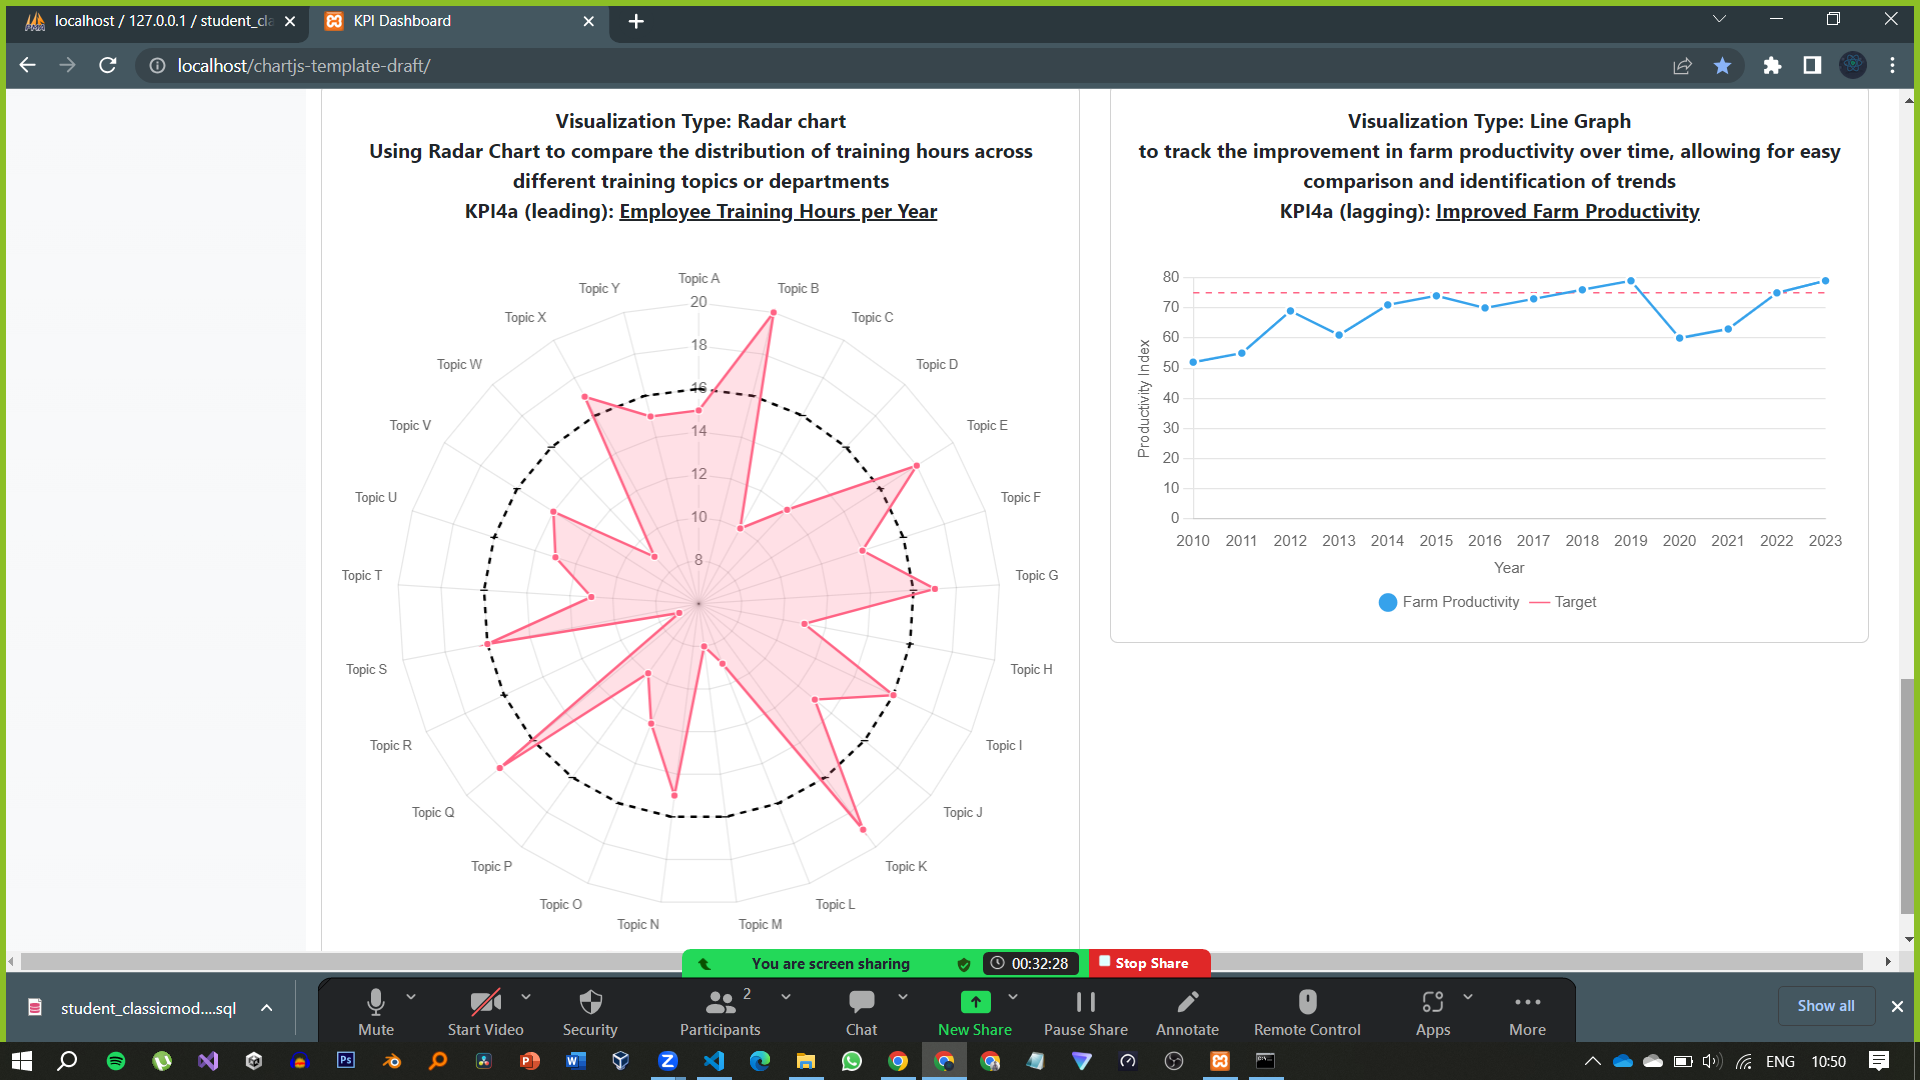 localhost / 127.0.0.1 / student_cla
KPI Dashboard
localhost/chartjs-template-draft/
Visualization Type: Radar chart
Using Radar Chart to compare the distribution of training hours across
different training topics or departments
KPI4a (leading): Employee Training Hours per Year
Topic A
Topic B
Topic C
Topic D
Topic E
Topic F
Topic G
Topic H
Topic I
Topic J
Topic K
Topic L
Topic M
Topic N
Topic O
Topic P
Topic Q
Topic R
Topic S
Topic T
Topic U
Topic V
Topic W
Topic X
Topic Y
20
18
16
14
12
10
8
Visualization Type: Line Graph
to track the improvement in farm productivity over time, allowing for easy
comparison and identification of trends
KPI4a (lagging): Improved Farm Productivity
Productivity Index
80
70
60
50
40
30
20
10
0
2010 2011 2012 2013 2014 2015 2016 2017 2018 2019 2020 2021 2022 2023
Year
Farm Productivity Target
You are screen sharing 00:32:28 Stop Share
student_classicmod....sql
Show all
2
Mute Start Video Security Participants Chat New Share Pause Share Annotate Remote Control Apps More
ENG 10:50